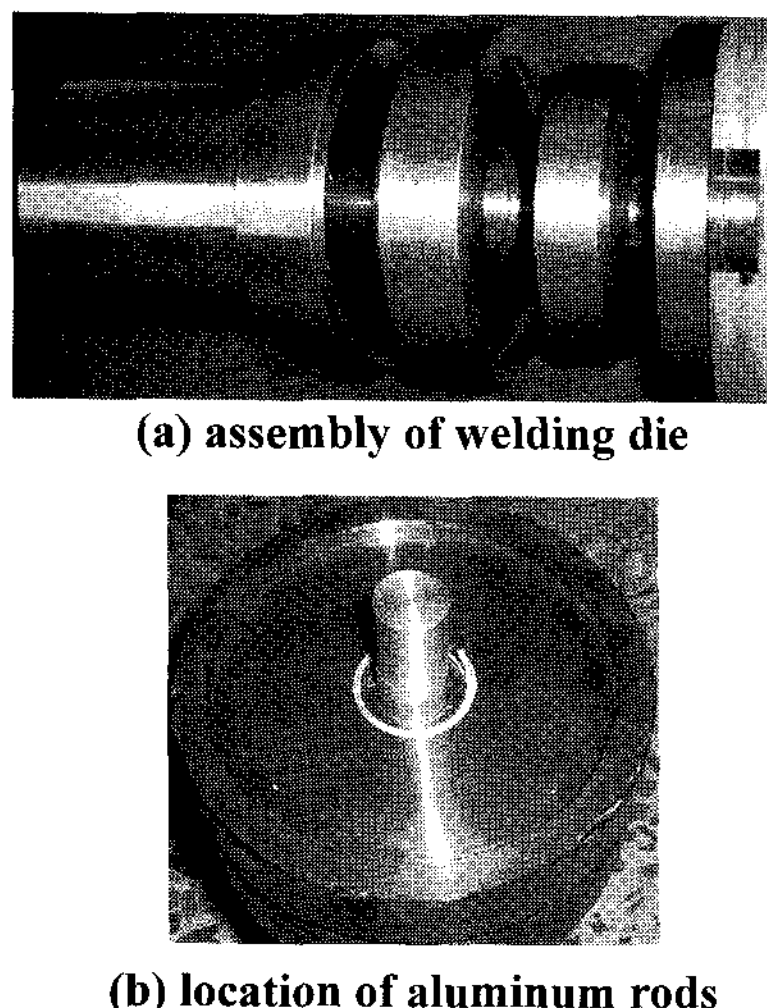 (a) assembly of welding die
(b) location of aluminum rods